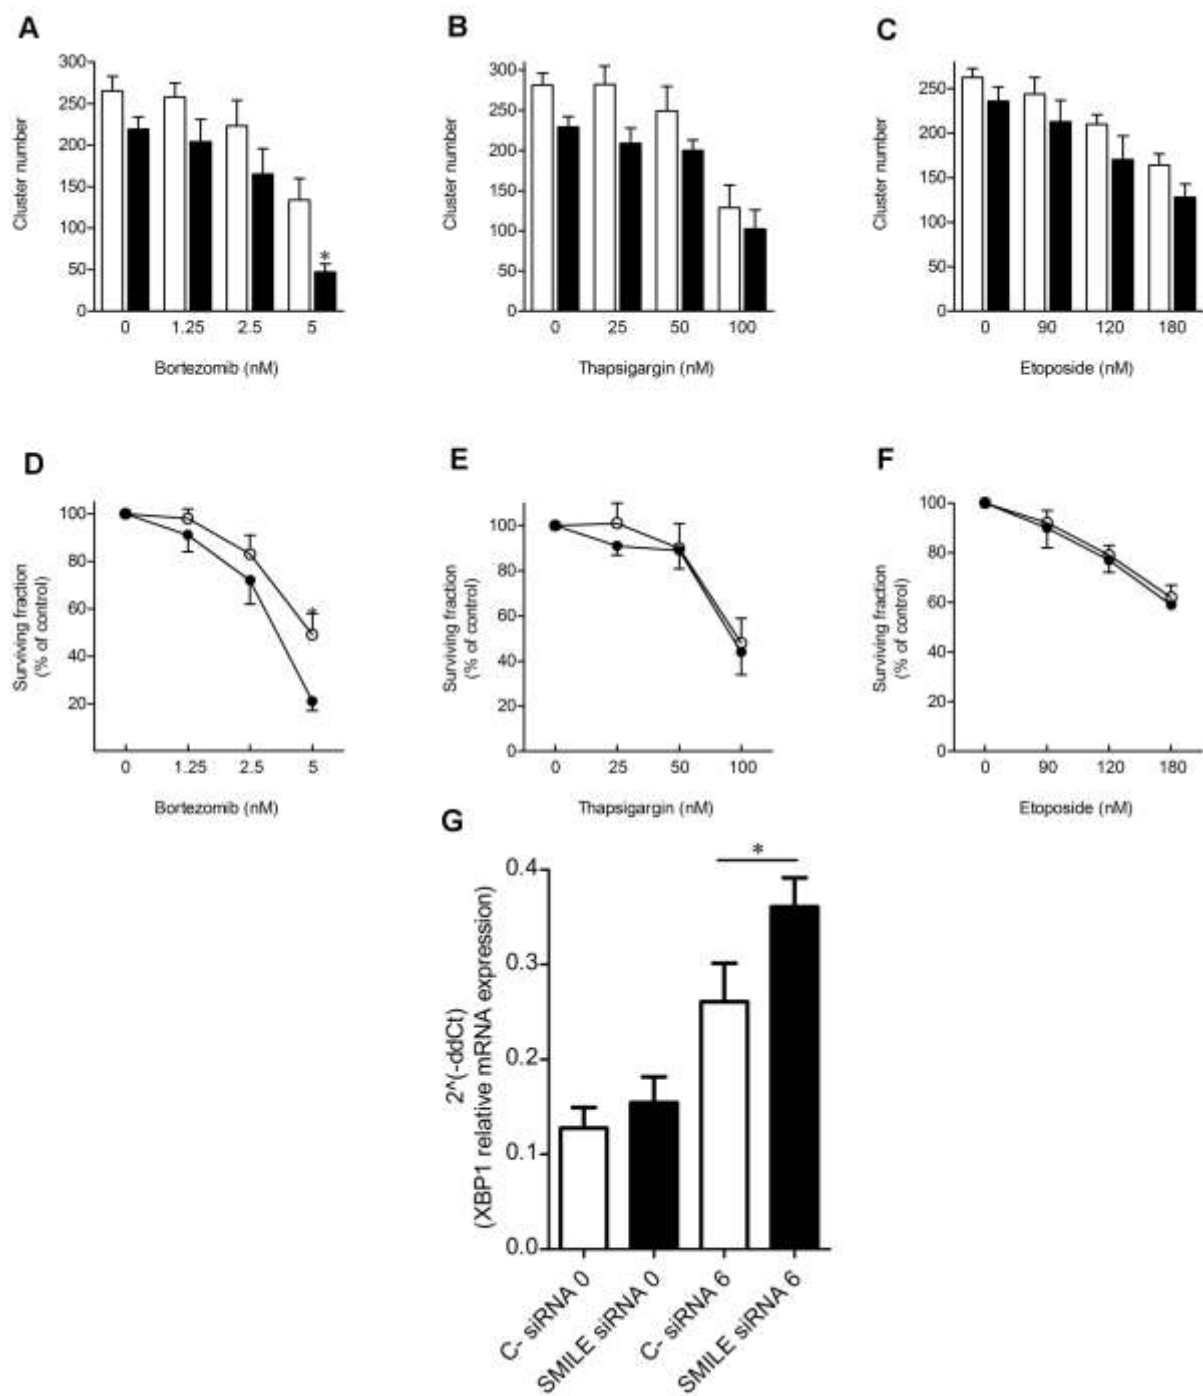 A
B
C
Cluster number
300
250
200
150
100
50
0
*
0 1.25 2.5 5
Bortezomib (nM)
Cluster number
300
250
200
150
100
50
0
0 25 50 100
Thapsigargin (nM)
Cluster number
250
200
150
100
50
0
0 90 120 180
Etoposide (nM)
D
E
F
Surviving fraction
(% of control)
100
80
60
40
20
*
0 1.25 2.5 5
Bortezomib (nM)
Surviving fraction
(% of control)
100
80
60
40
20
0
0 25 50 100
Thapsigargin (nM)
Surviving fraction
(% of control)
100
80
60
40
20
0
0 90 120 180
Etoposide (nM)
G
2^(-ddCt)
(XBP1 relative mRNA expression)
0.4
0.3
0.2
0.1
0.0
*
C- siRNA 0
SMILE siRNA 0
C- siRNA 6
SMILE siRNA 6